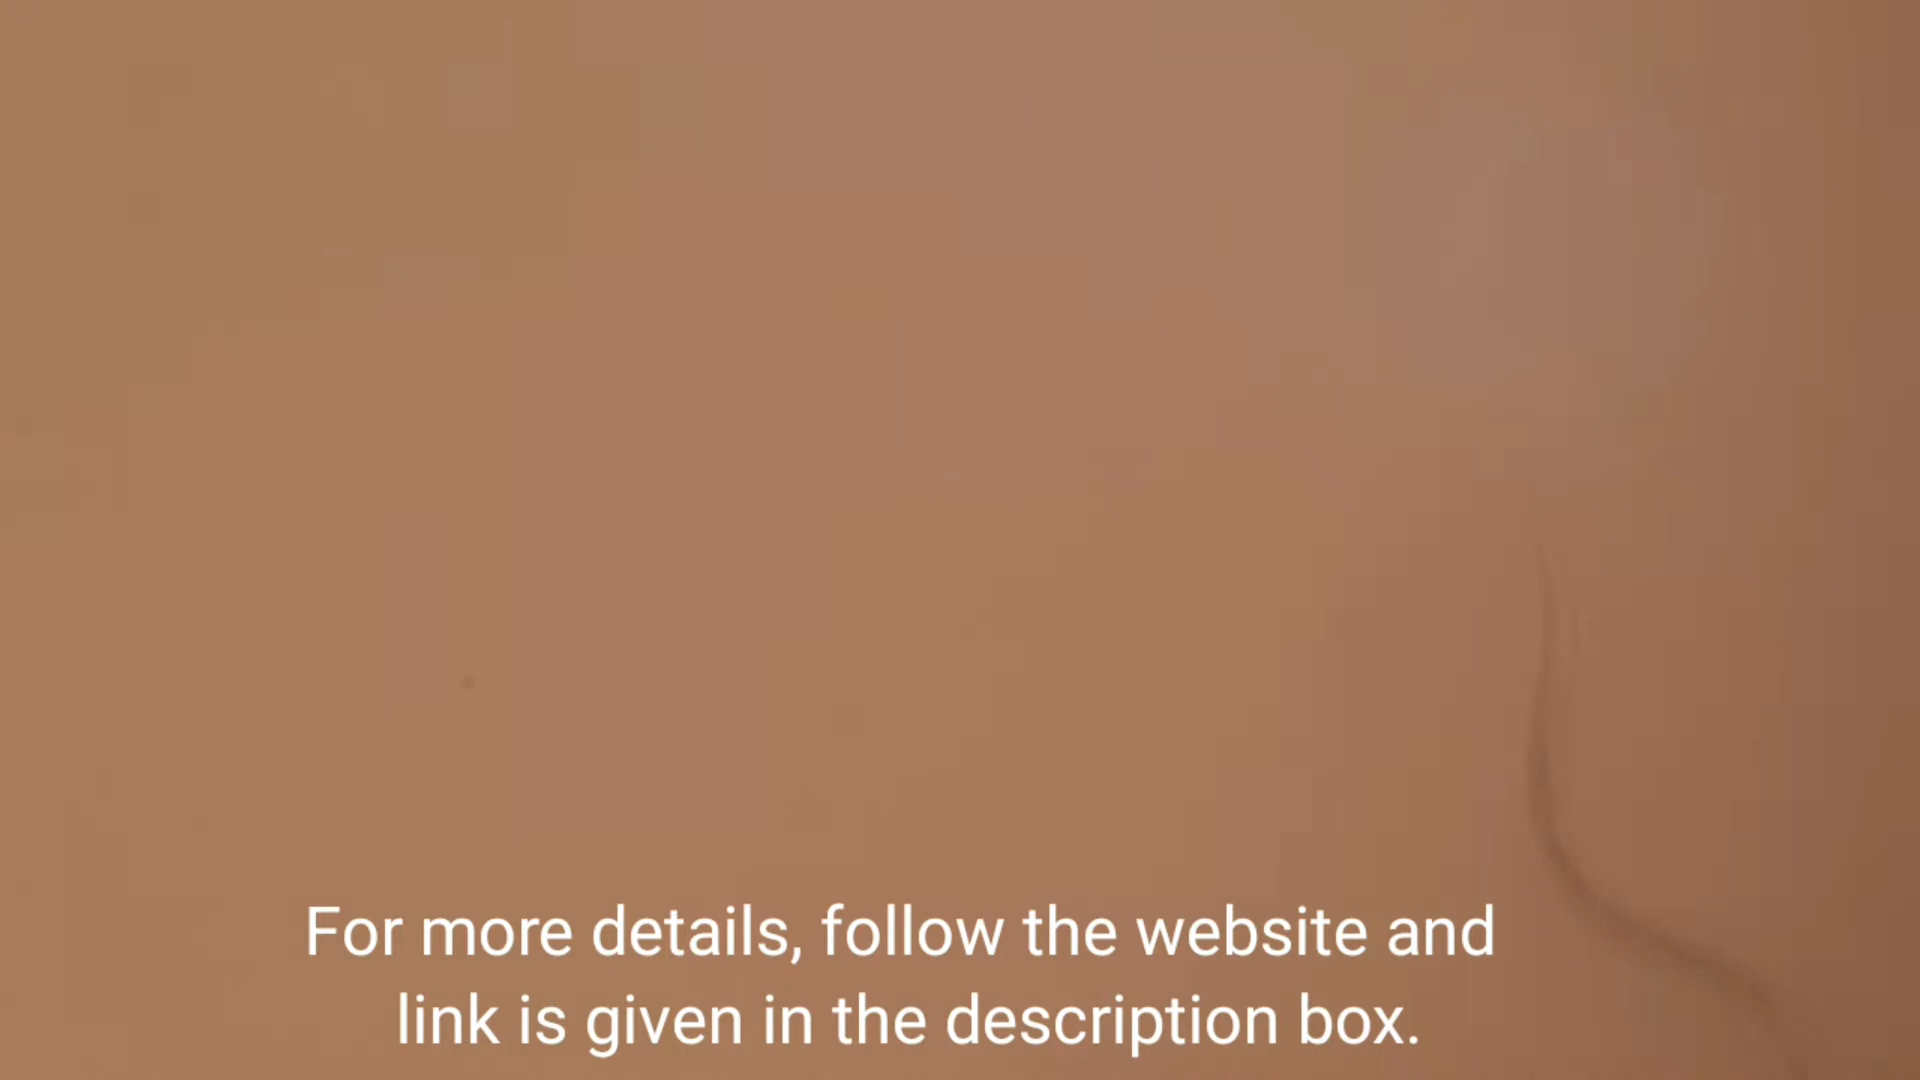 For more details, follow the website and
link is given in the description box.